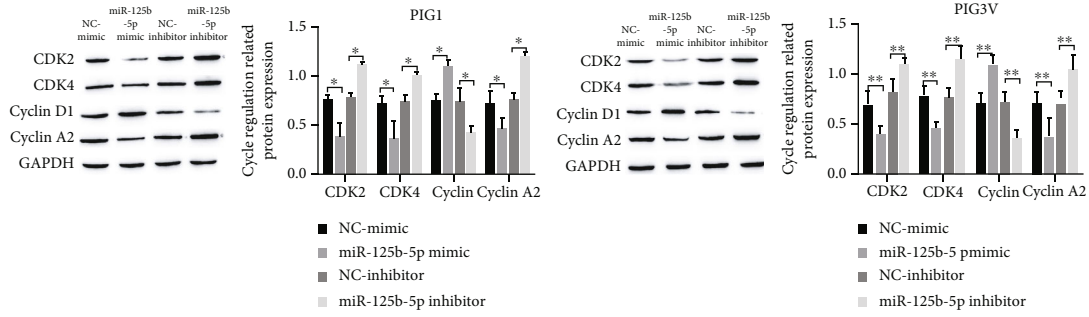 NC-
mimic
miR-125b
-5p
mimic
NC-
inhibitor
miR-125b
-5p
inhibitor
CDK2
CDK4
Cyclin D1
Cyclin A2
GAPDH
PIG1
Cycle regulation related
protein expression
1.5
1.0
0.5
0.0
* * * * * * * *
CDK2 CDK4 Cyclin Cyclin A2
NC-mimic
miR-125b-5p mimic
NC-inhibitor
miR-125b-5p inhibitor
NC-
mimic
miR-125b
-5p
mimic
NC-
inhibitor
miR-125b
-5p
inhibitor
CDK2
CDK4
Cyclin D1
Cyclin A2
GAPDH
PIG3V
Cycle regulation related
protein expression
1.5
1.0
0.5
0.0
** ** ** ** ** ** ** **
CDK2 CDK4 Cyclin Cyclin A2
NC-mimic
miR-125b-5 pmimic
NC-inhibitor
miR-125b-5p inhibitor